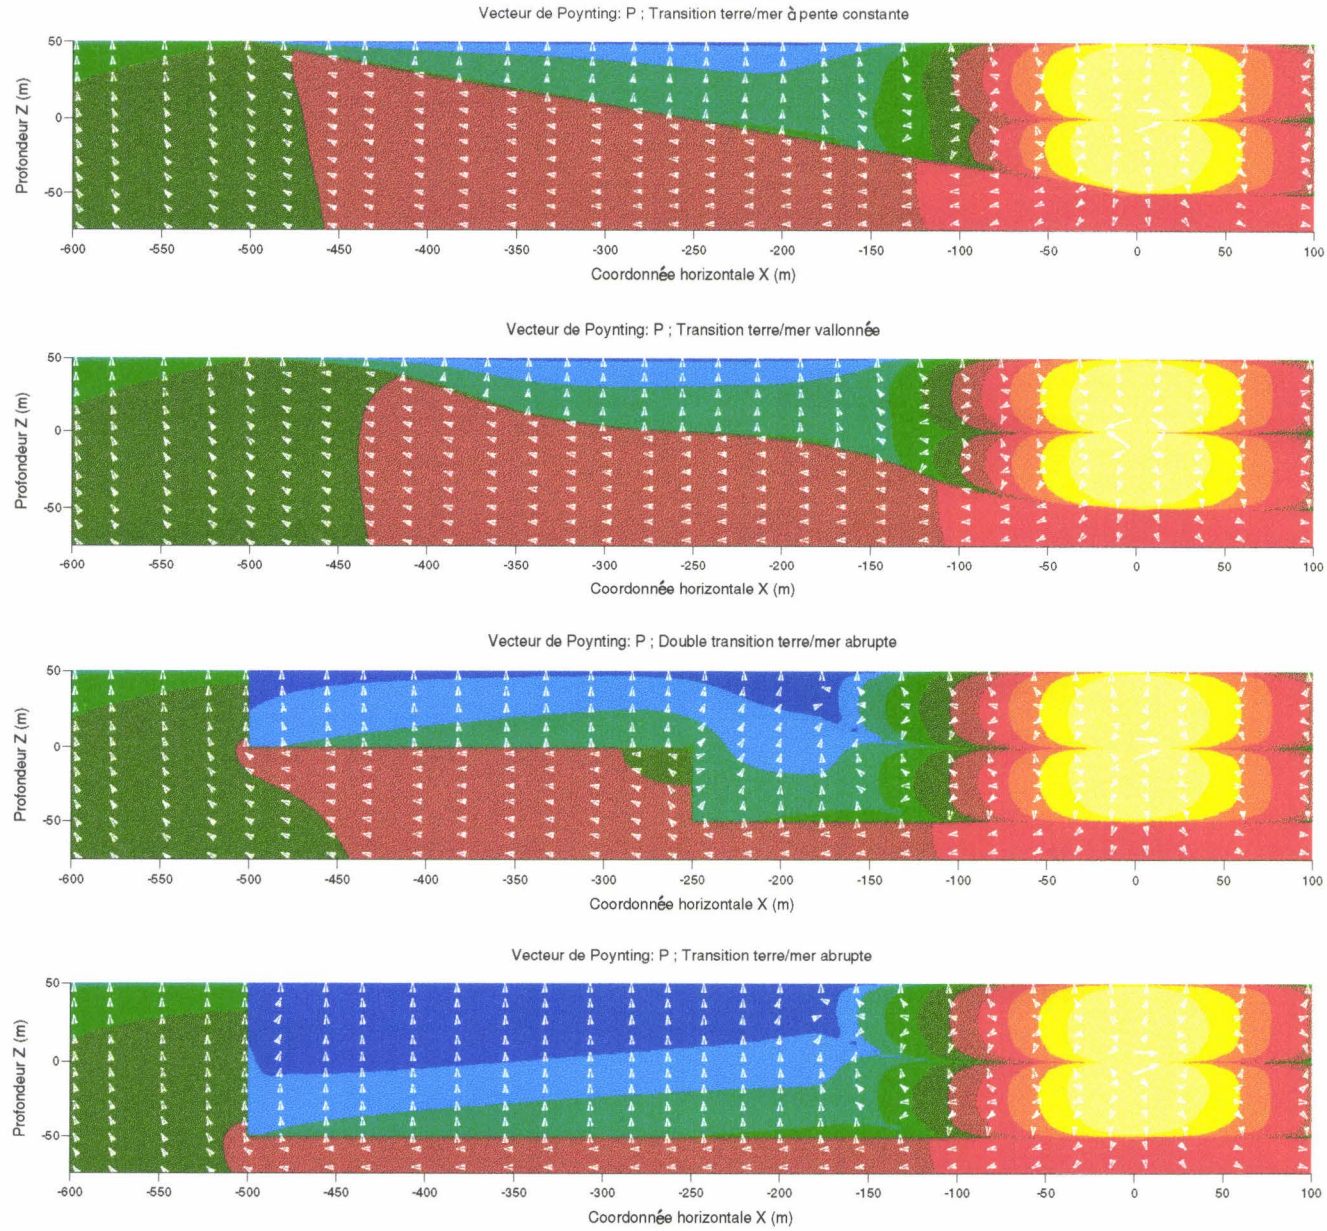 Vecteur de Poynting: P ; Transition terre/mer à pente constante
Profondeur Z (m)
50
0
-50
-600 -550 -500 -450 -400 -350 -300 -250 -200 -150 -100 -50 0 50 100
Coordonnée horizontale X (m)
Vecteur de Poynting: P ; Transition terre/mer vallonnée
Profondeur Z (m)
50
0
-50
-600 -550 -500 -450 -400 -350 -300 -250 -200 -150 -100 -50 0 50 100
Coordonnée horizontale X (m)
Vecteur de Poynting: P ; Double transition terre/mer abrupte
Profondeur Z (m)
50
0
-50
-600 -550 -500 -450 -400 -350 -300 -250 -200 -150 -100 -50 0 50 100
Coordonnée horizontale X (m)
Vecteur de Poynting: P ; Transition terre/mer abrupte
Profondeur Z (m)
50
0
-50
-600 -550 -500 -450 -400 -350 -300 -250 -200 -150 -100 -50 0 50 100
Coordonnée horizontale X (m)